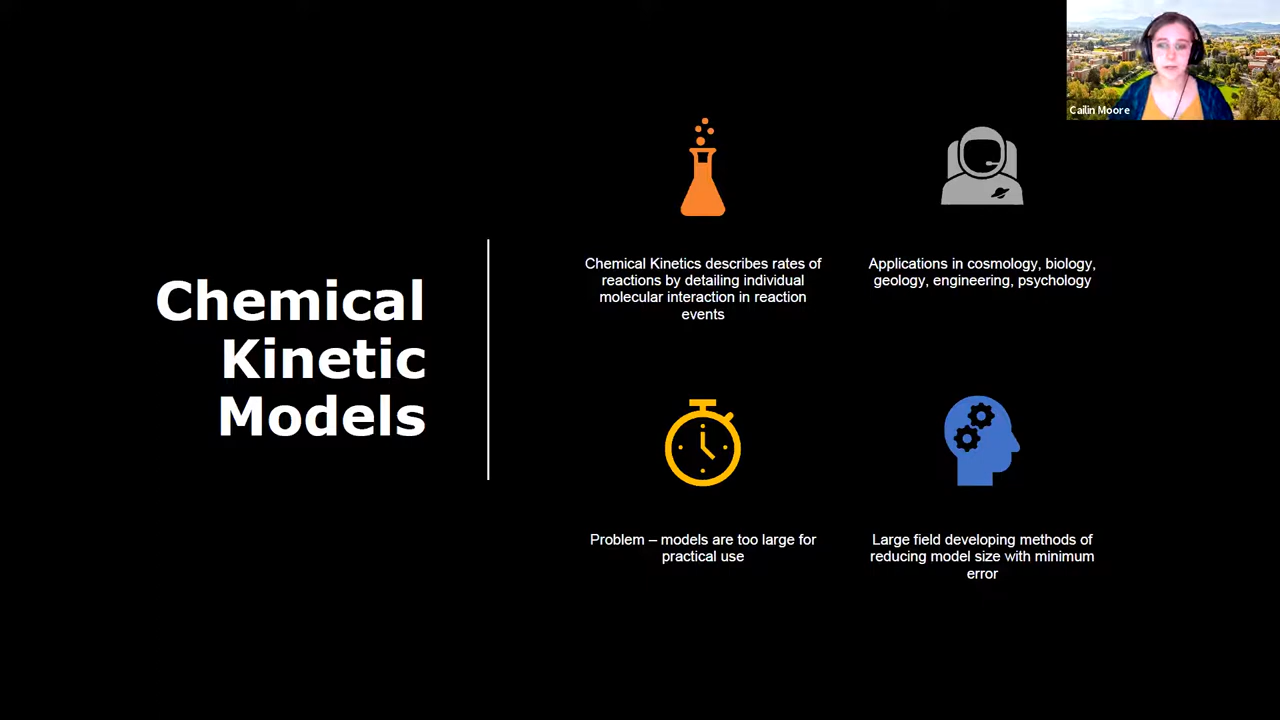 Cailin Moore
Chemical
Kinetic
Models
Chemical Kinetics describes rates of
reactions by detailing individual
molecular interaction in reaction
events
Applications in cosmology, biology,
geology, engineering, psychology
Problem – models are too large for
practical use
Large field developing methods of
reducing model size with minimum
error